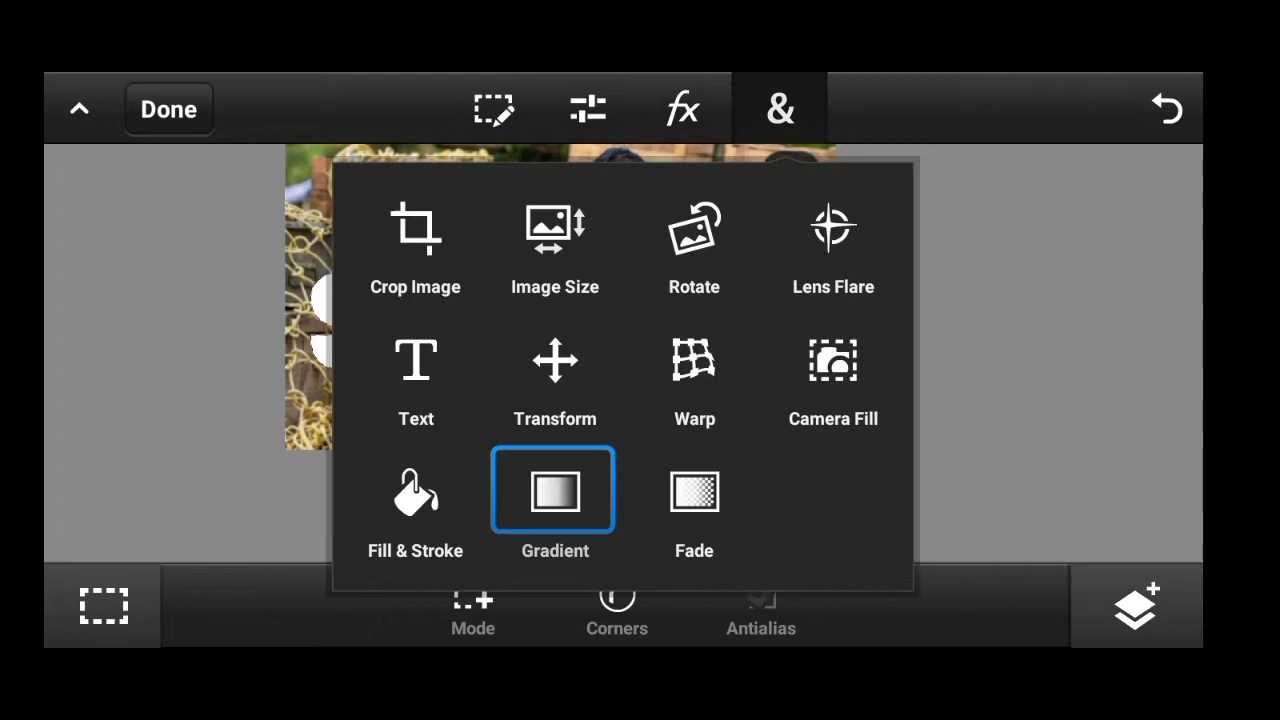 Done fx &
Crop Image Image Size Rotate Lens Flare
T
Text Transform Warp Camera Fill
Fill & Stroke Gradient Fade
Mode Corners Antialias